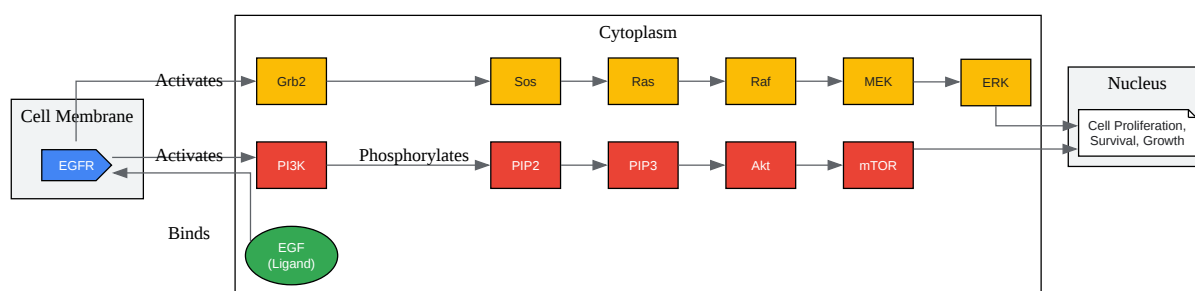 Cytoplasm
Activates
Grb2
Sos
Ras
Raf
MEK
ERK
Nucleus
Cell Proliferation,
Survival, Growth
Cell Membrane
EGFR
Activates
PI3K
Phosphorylates
PIP2
PIP3
Akt
mTOR
Binds
EGF
(Ligand)